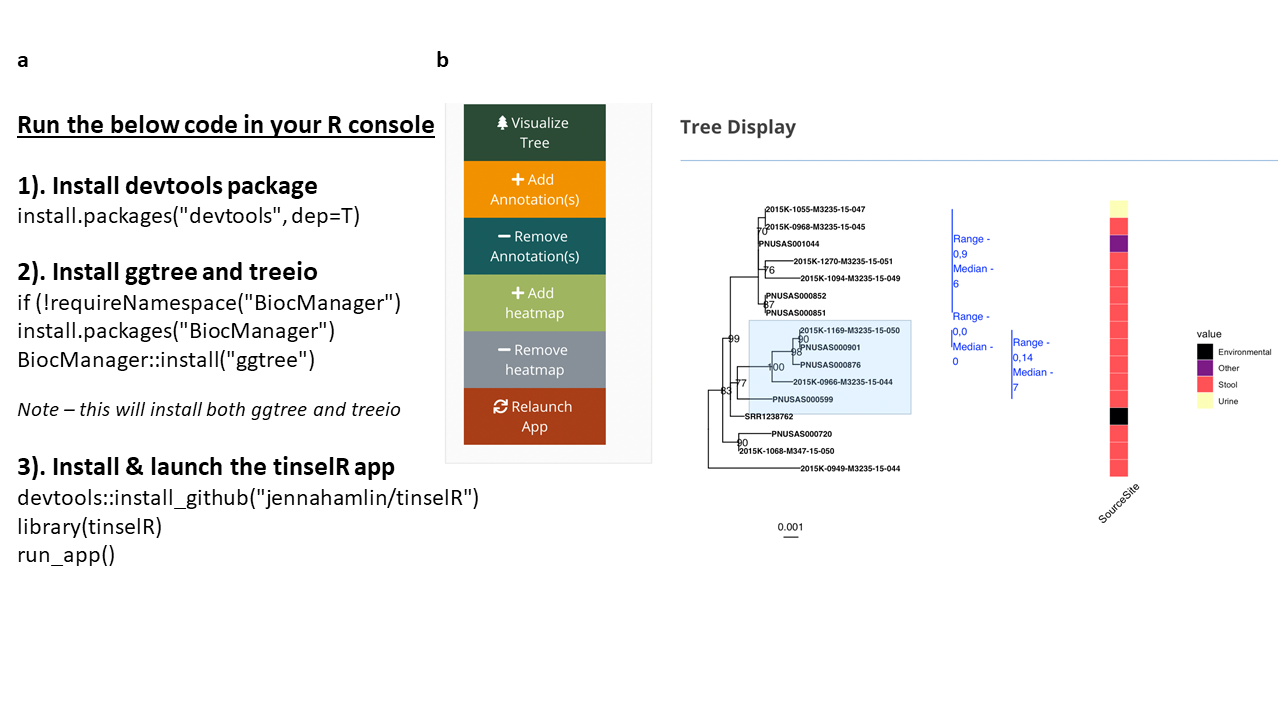 a
Run the below code in your R console
1). Install devtools package
install.packages("devtools", dep=T)
2). Install ggtree and treeio
if (!requireNamespace("BiocManager")
install.packages("BiocManager")
BiocManager::install("ggtree")
Note – this will install both ggtree and treeio
3). Install & launch the tinselR app
devtools::install_github("jennahamlin/tinselR")
library(tinselR)
run_app()
b
Visualize
Tree
Add
Annotation(s)
Remove
Annotation(s)
Add
heatmap
Remove
heatmap
Relaunch
App
Tree Display
2015K-1055-M3235-15-047
2015K-0968-M3235-15-045
70
PNUSAS001044
2015K-1270-M3235-15-051
76
2015K-1094-M3235-15-049
PNUSAS000852
87
PNUSAS000851
2015K-1169-M3235-15-050
90
99
PNUSAS000901
98
PNUSAS000876
100
2015K-0966-M3235-15-044
77
83
PNUSAS000599
SRR1238762
PNUSAS000720
90
2015K-1068-M347-15-050
2015K-0949-M3235-15-044
0.001
Range -
0,9
Median -
6
Range -
0,0
Median -
0
Range -
0,14
Median -
7
SourceSite
value
Environmental
Other
Stool
Urine